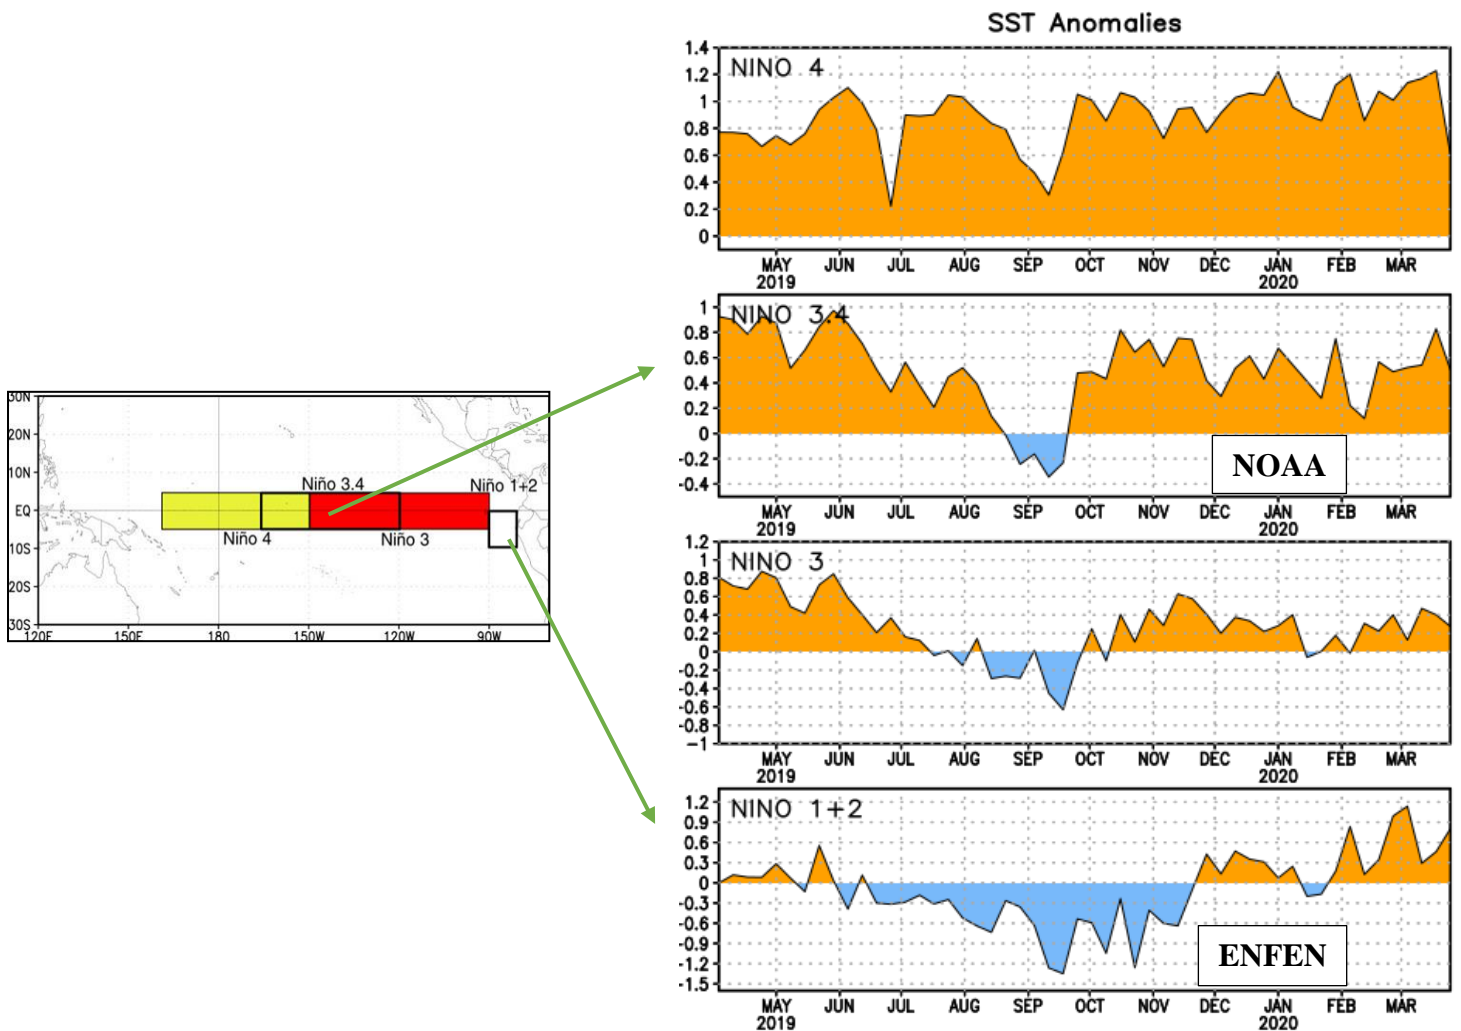 SST Anomalies
NINO 4
1.4
1.2
1
0.8
0.6
0.4
0.2
0
MAY JUN JUL AUG SEP OCT NOV DEC JAN FEB MAR
2019 2020
NINO 3.4
1
0.8
0.6
0.4
0.2
0
-0.2
-0.4
NOAA
MAY JUN JUL AUG SEP OCT NOV DEC JAN FEB MAR
2019 2020
30N
20N
10N
EQ
10S
20S
30S
Niño 3.4
Niño 1+2
Niño 4
Niño 3
120E 150E 180 150W 120W 90W
NINO 3
1.2
1
0.8
0.6
0.4
0.2
0
-0.2
-0.4
-0.6
-0.8
-1
MAY JUN JUL AUG SEP OCT NOV DEC JAN FEB MAR
2019 2020
NINO 1+2
1.2
0.9
0.6
0.3
0
-0.3
-0.6
-0.9
-1.2
-1.5
ENFEN
MAY JUN JUL AUG SEP OCT NOV DEC JAN FEB MAR
2019 2020